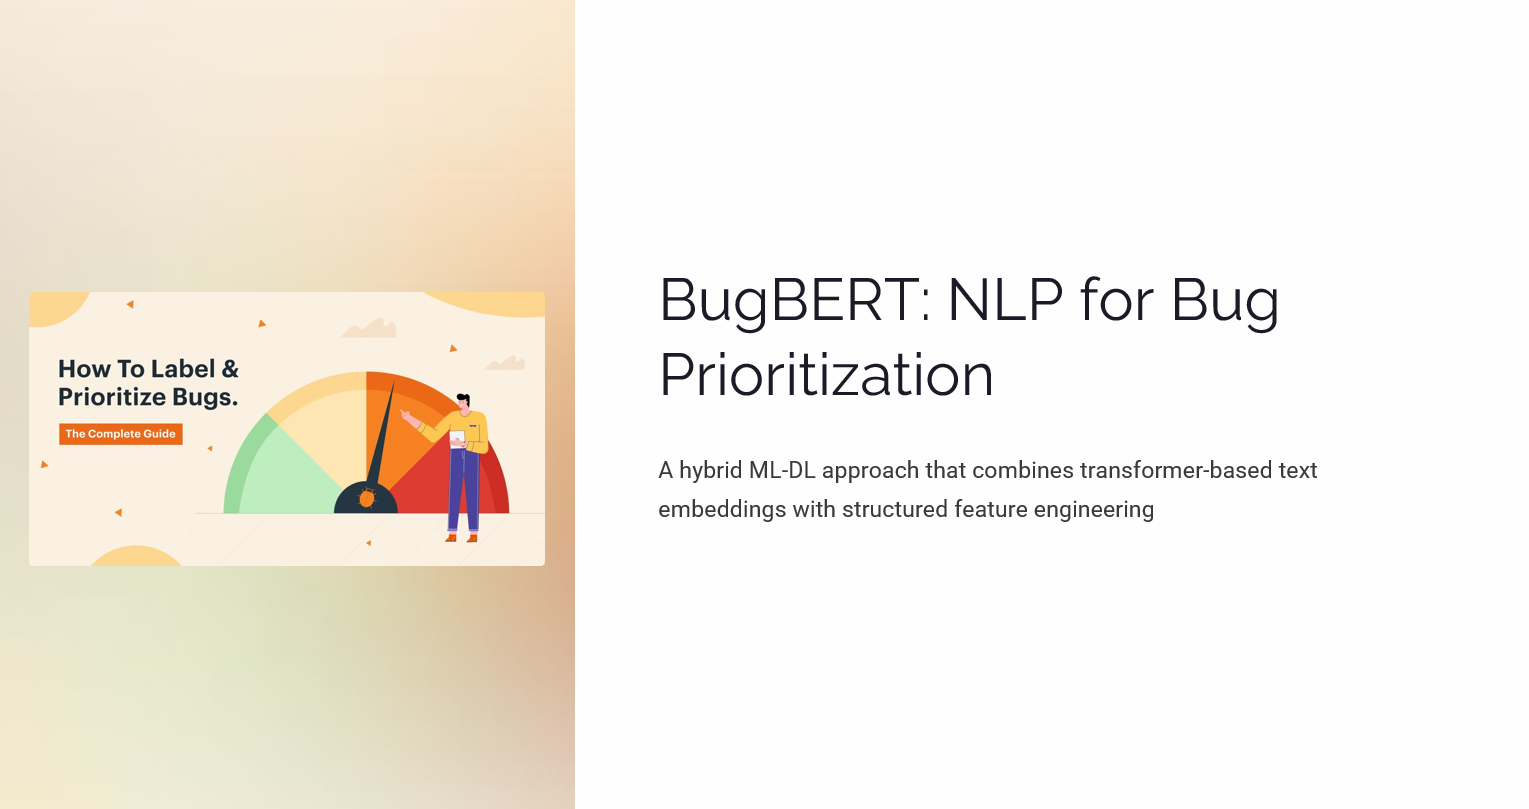 How To Label &
Prioritize Bugs.
The Complete Guide
BugBERT: NLP for Bug
Prioritization
A hybrid ML-DL approach that combines transformer-based text
embeddings with structured feature engineering